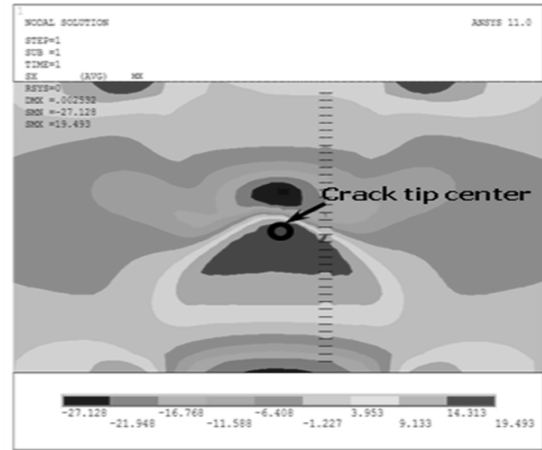 1
NODAL SOLUTION
ANSYS 11.0
STEP=1
SUB =1
TIME=1
SX (AVG) MX
RSYS=0
DMX =.002592
SMN =-27.128
SMX =19.493
Crack tip center
-27.128 -16.768 -6.408 3.953 14.313
-21.948 -11.588 -1.227 9.133 19.493